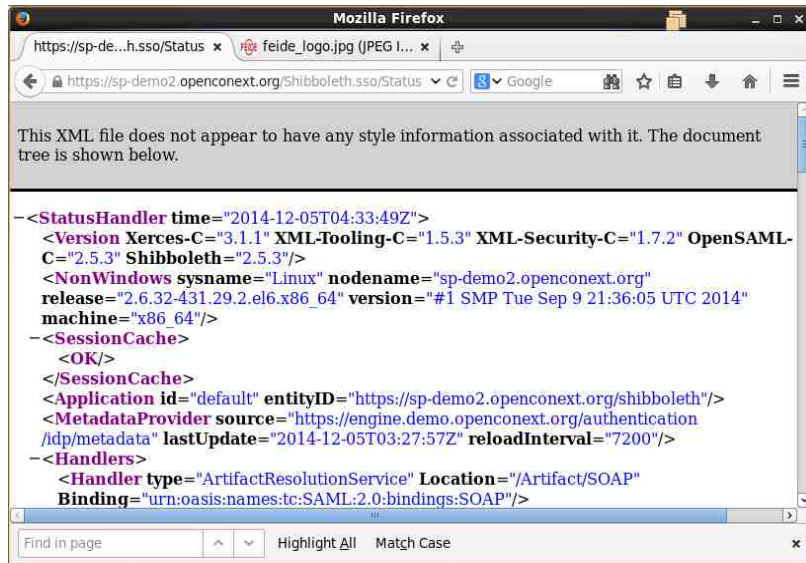 Mozilla Firefox
https://sp-de...h.sso/Status × feide_logo.jpg (JPEG I... ×
https://sp-demo2.openconext.org/Shibboleth.sso/Status Google
This XML file does not appear to have any style information associated with it. The document
tree is shown below.
−<StatusHandler time="2014-12-05T04:33:49Z">
<Version Xerces-C="3.1.1" XML-Tooling-C="1.5.3" XML-Security-C="1.7.2" OpenSAML-
C="2.5.3" Shibboleth="2.5.3"/>
<NonWindows sysname="Linux" nodename="sp-demo2.openconext.org"
release="2.6.32-431.29.2.el6.x86_64" version="#1 SMP Tue Sep 9 21:36:05 UTC 2014"
machine="x86_64"/>
−<SessionCache>
<OK/>
</SessionCache>
<Application id="default" entityID="https://sp-demo2.openconext.org/shibboleth"/>
<MetadataProvider source="https://engine.demo.openconext.org/authentication
/idp/metadata" lastUpdate="2014-12-05T03:27:57Z" reloadInterval="7200"/>
−<Handlers>
<Handler type="ArtifactResolutionService" Location="/Artifact/SOAP"
Binding="urn:oasis:names:tc:SAML:2.0:bindings:SOAP"/>
Find in page Highlight All Match Case